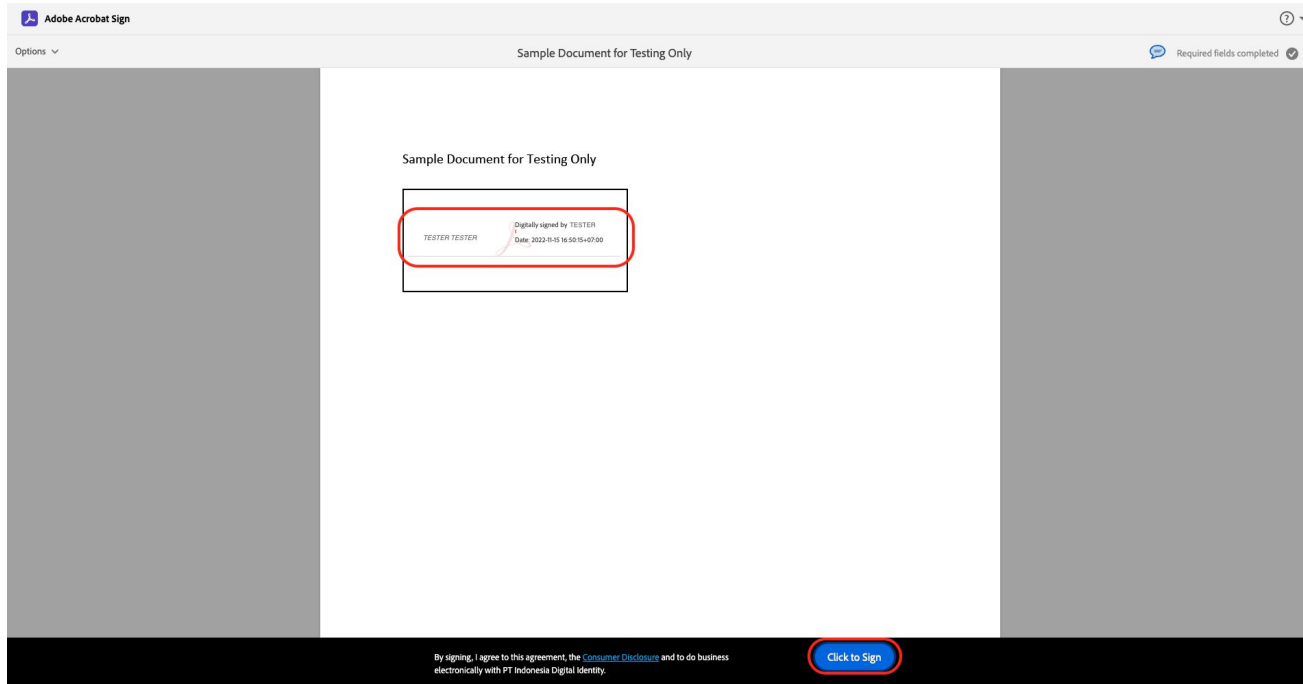 Adobe Acrobat Sign
Options
Sample Document for Testing Only
Required fields completed
Sample Document for Testing Only
TESTER TESTER
Digitally signed by TESTER
Date: 2022-11-15 16:50:15+07:00
By signing, I agree to this agreement, the Consumer Disclosure and to do business
electronically with PT Indonesia Digital Identity.
Click to Sign